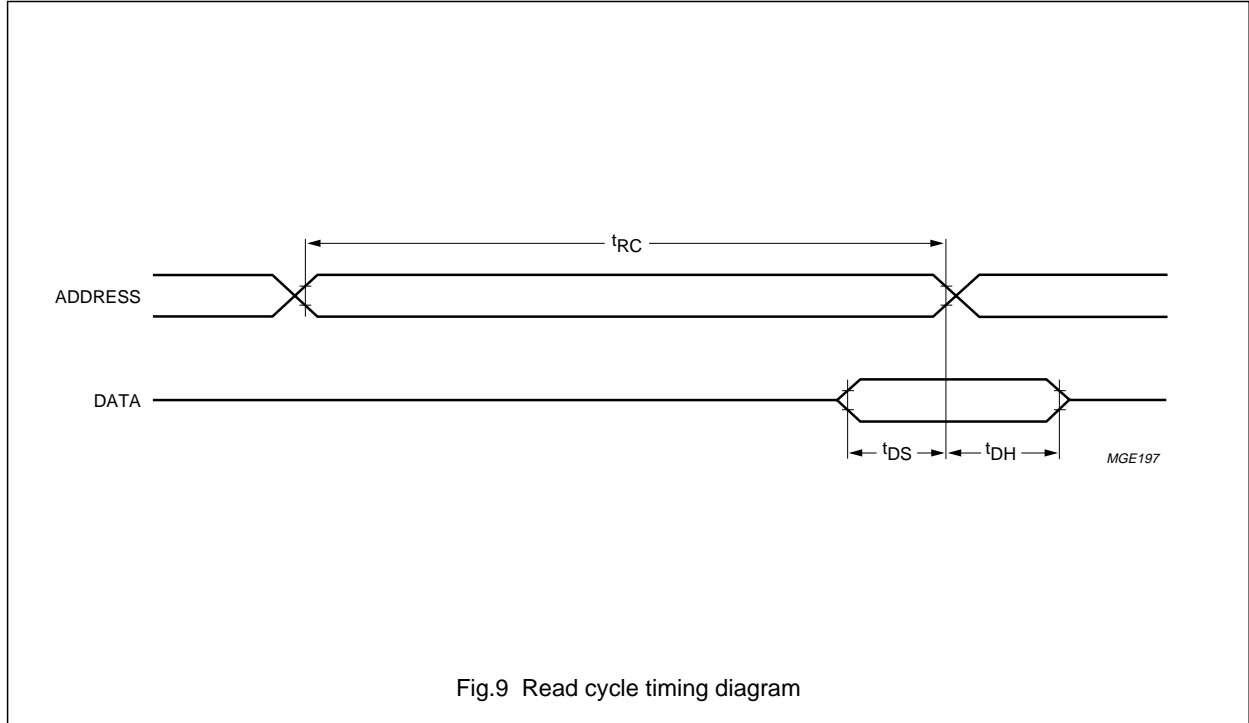 tRC
ADDRESS
DATA
tDS
tDH
MGE197
Fig.9 Read cycle timing diagram